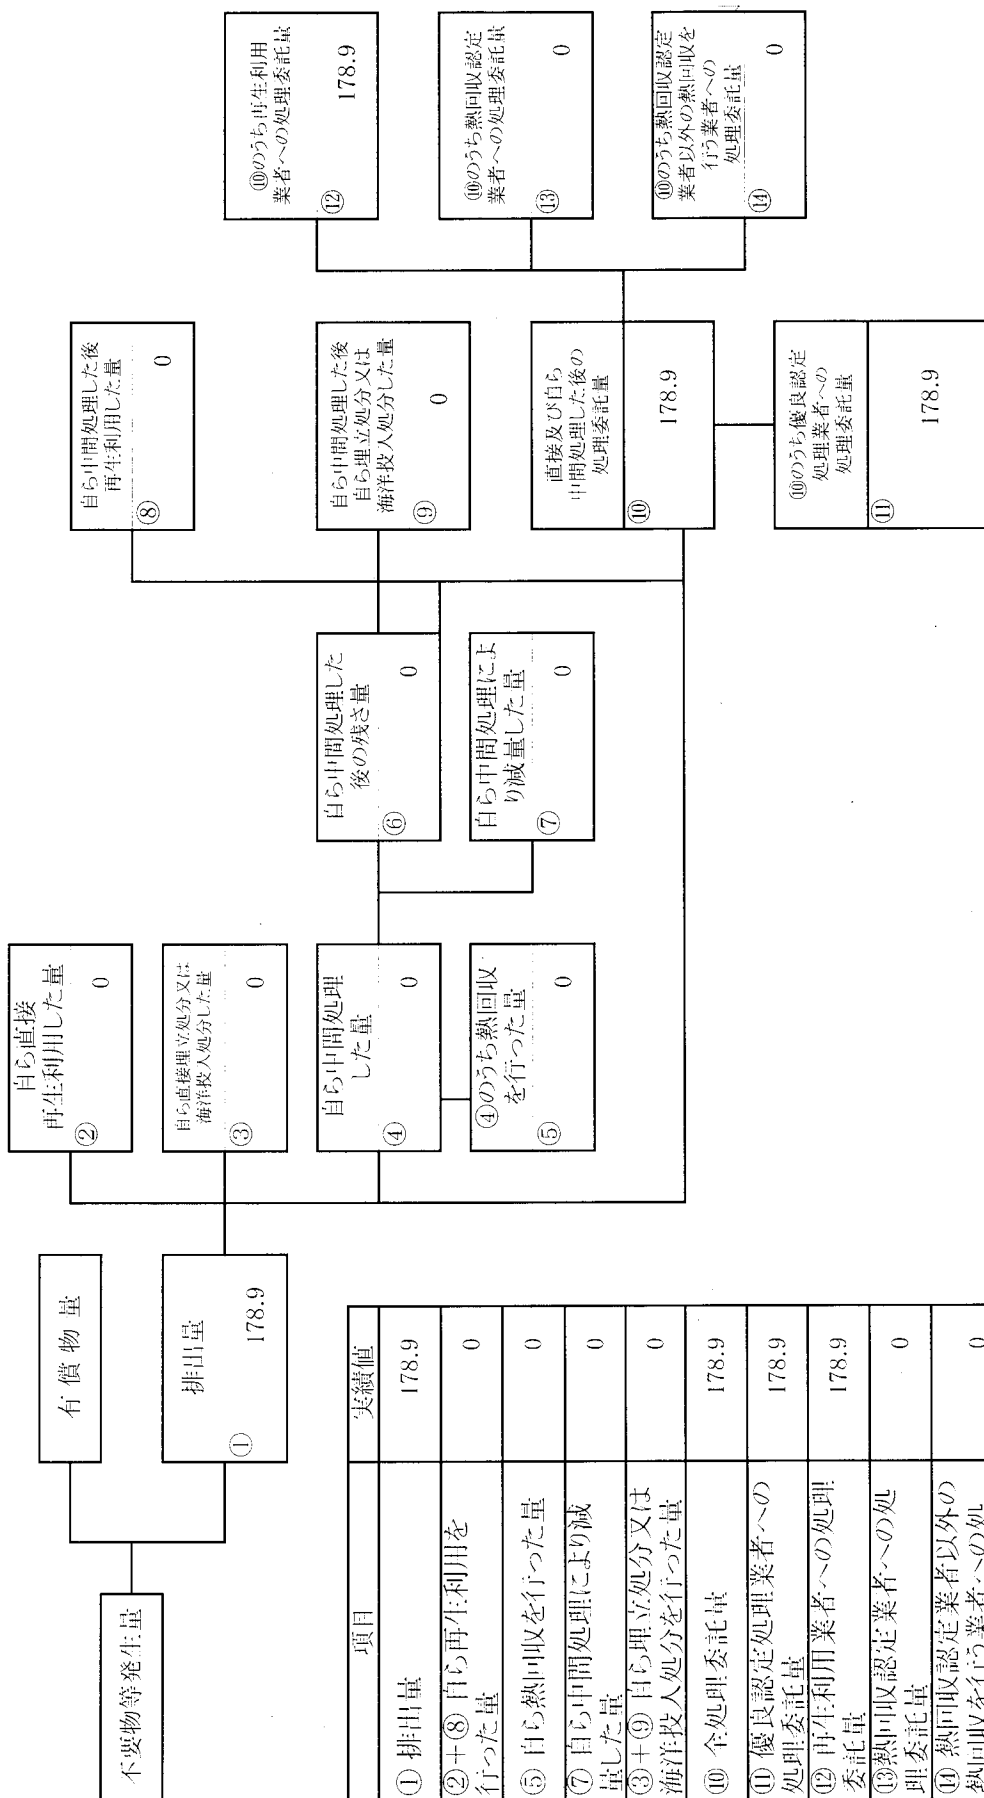 不要物等発生量
有償物量
排出量
①
178.9
自ら直接
再生利用した量
②
0
自ら直接埋立処分又は
海洋投入処分した量
③
0
自ら中間処理
した量
④
0
④のうち熱回収
を行った量
⑤
0
自ら中間処理した
後の残さ量
⑥
0
自ら中間処理によ
り減量した量
⑦
0
自ら中間処理した後
再生利用した量
⑧
0
自ら中間処理した後
自ら埋立処分又は
海洋投入処分した量
⑨
0
直接及び自ら
中間処理した後の
処理委託量
⑩
178.9
⑩のうち優良認定
処理業者への
処理委託量
⑪
178.9
⑩のうち再生利用
業者への処理委託量
⑫
178.9
⑩のうち熱回収認定
業者への処理委託量
⑬
0
⑩のうち熱回収認定
業者以外の熱回収を
行う業者への
処理委託量
⑭
0
項目 実績値
① 排出量 178.9
②+⑧ 自ら再生利用を
行った量 0
⑤ 自ら熱回収を行った量 0
⑦ 自ら中間処理により減
量した量 0
③+⑨ 自ら埋立処分又は
海洋投入処分を行った量 0
⑩ 全処理委託量 178.9
⑪ 優良認定処理業者への
処理委託量 178.9
⑫ 再生利用業者への処理
委託量 178.9
⑬熱回収認定業者への処
理委託量 0
⑭ 熱回収認定業者以外の
熱回収を行う業者への処 0